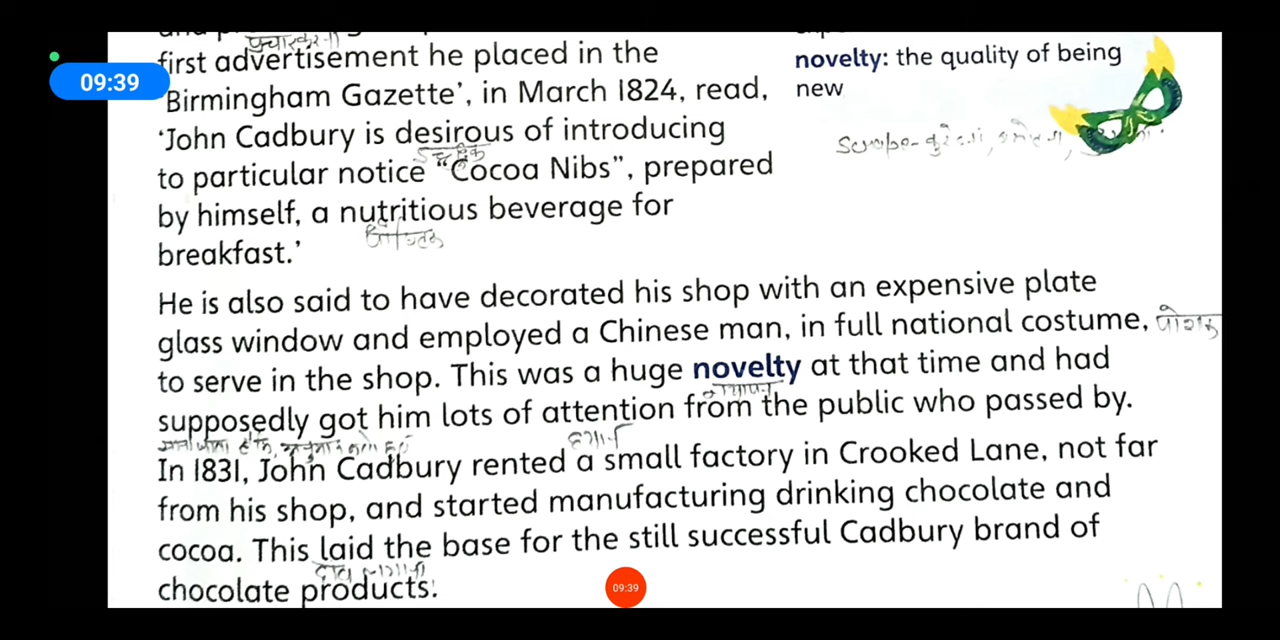 first advertisement he placed in the
'Birmingham Gazette', in March 1824, read,
'John Cadbury is desirous of introducing
to particular notice “Cocoa Nibs”, prepared
by himself, a nutritious beverage for
breakfast.'
novelty: the quality of being
new
09:39
He is also said to have decorated his shop with an expensive plate
glass window and employed a Chinese man, in full national costume,
to serve in the shop. This was a huge novelty at that time and had
supposedly got him lots of attention from the public who passed by.
In 1831, John Cadbury rented a small factory in Crooked Lane, not far
from his shop, and started manufacturing drinking chocolate and
cocoa. This laid the base for the still successful Cadbury brand of
chocolate products.
09:39